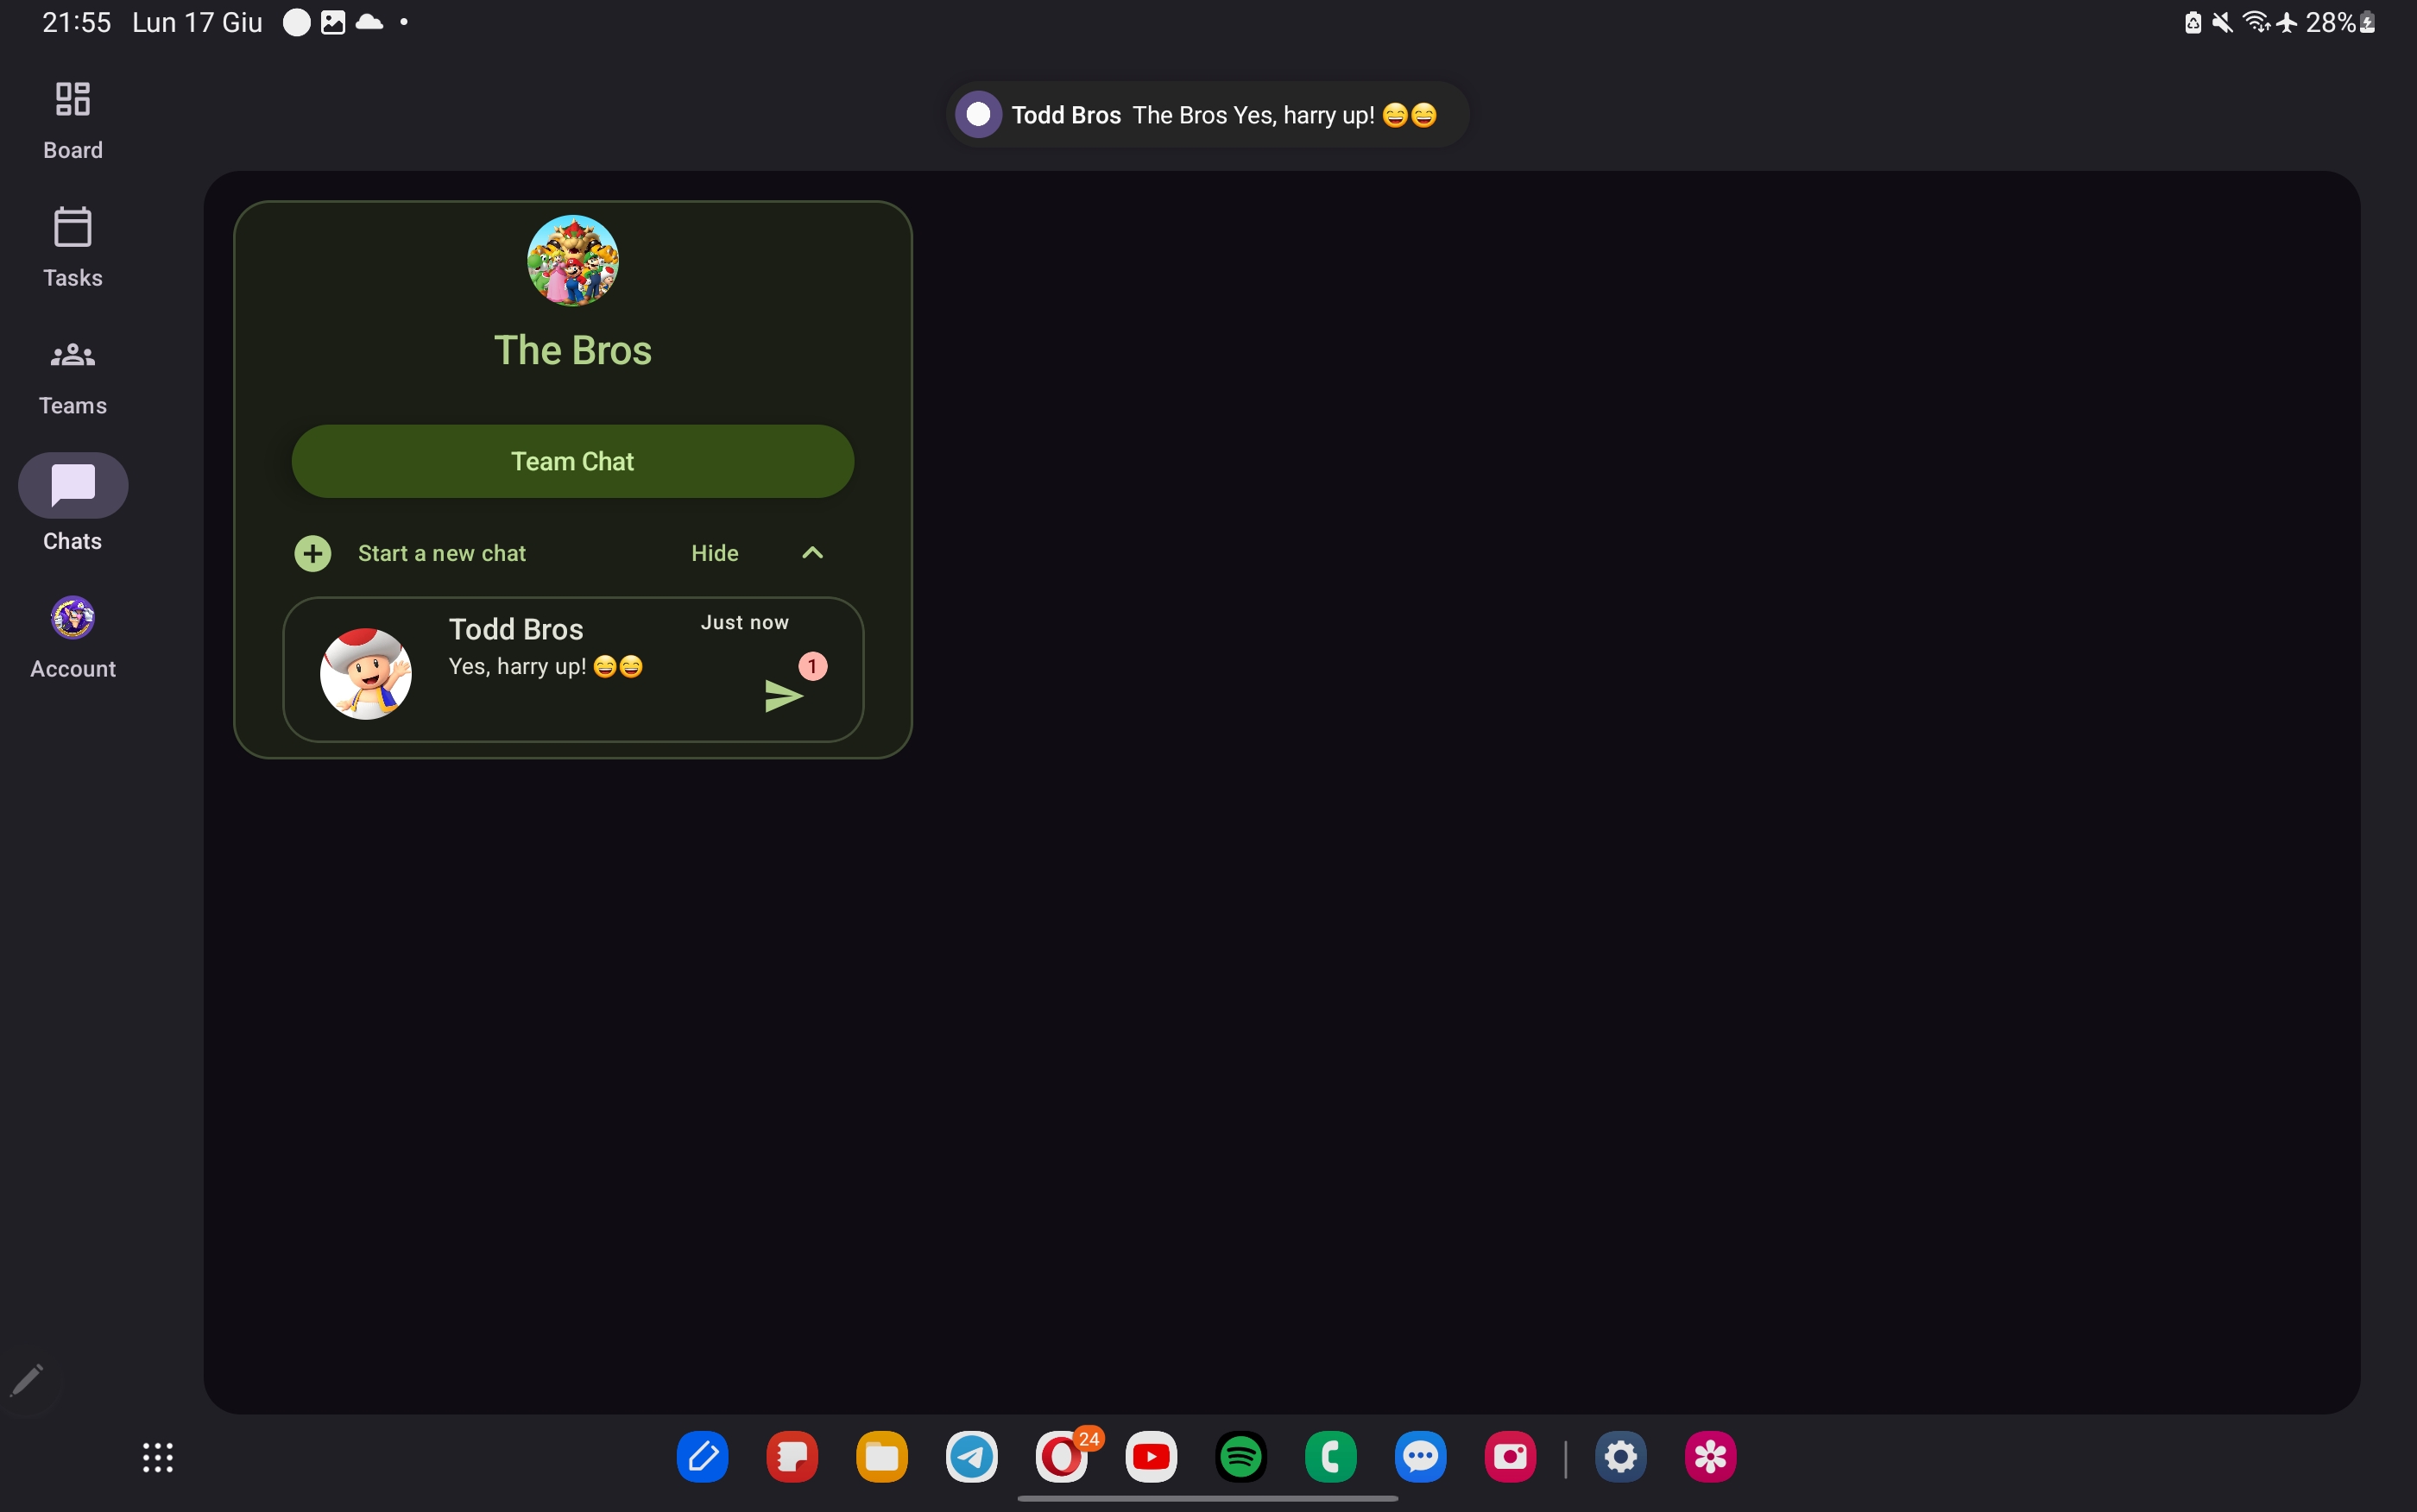 21:55 Lun 17 Giu
28%
Board
Tasks
Teams
Chats
Account
Todd Bros The Bros Yes, harry up! 😄😄
The Bros
Team Chat
Start a new chat Hide
Todd Bros Just now
Yes, harry up! 😄😄
1
24